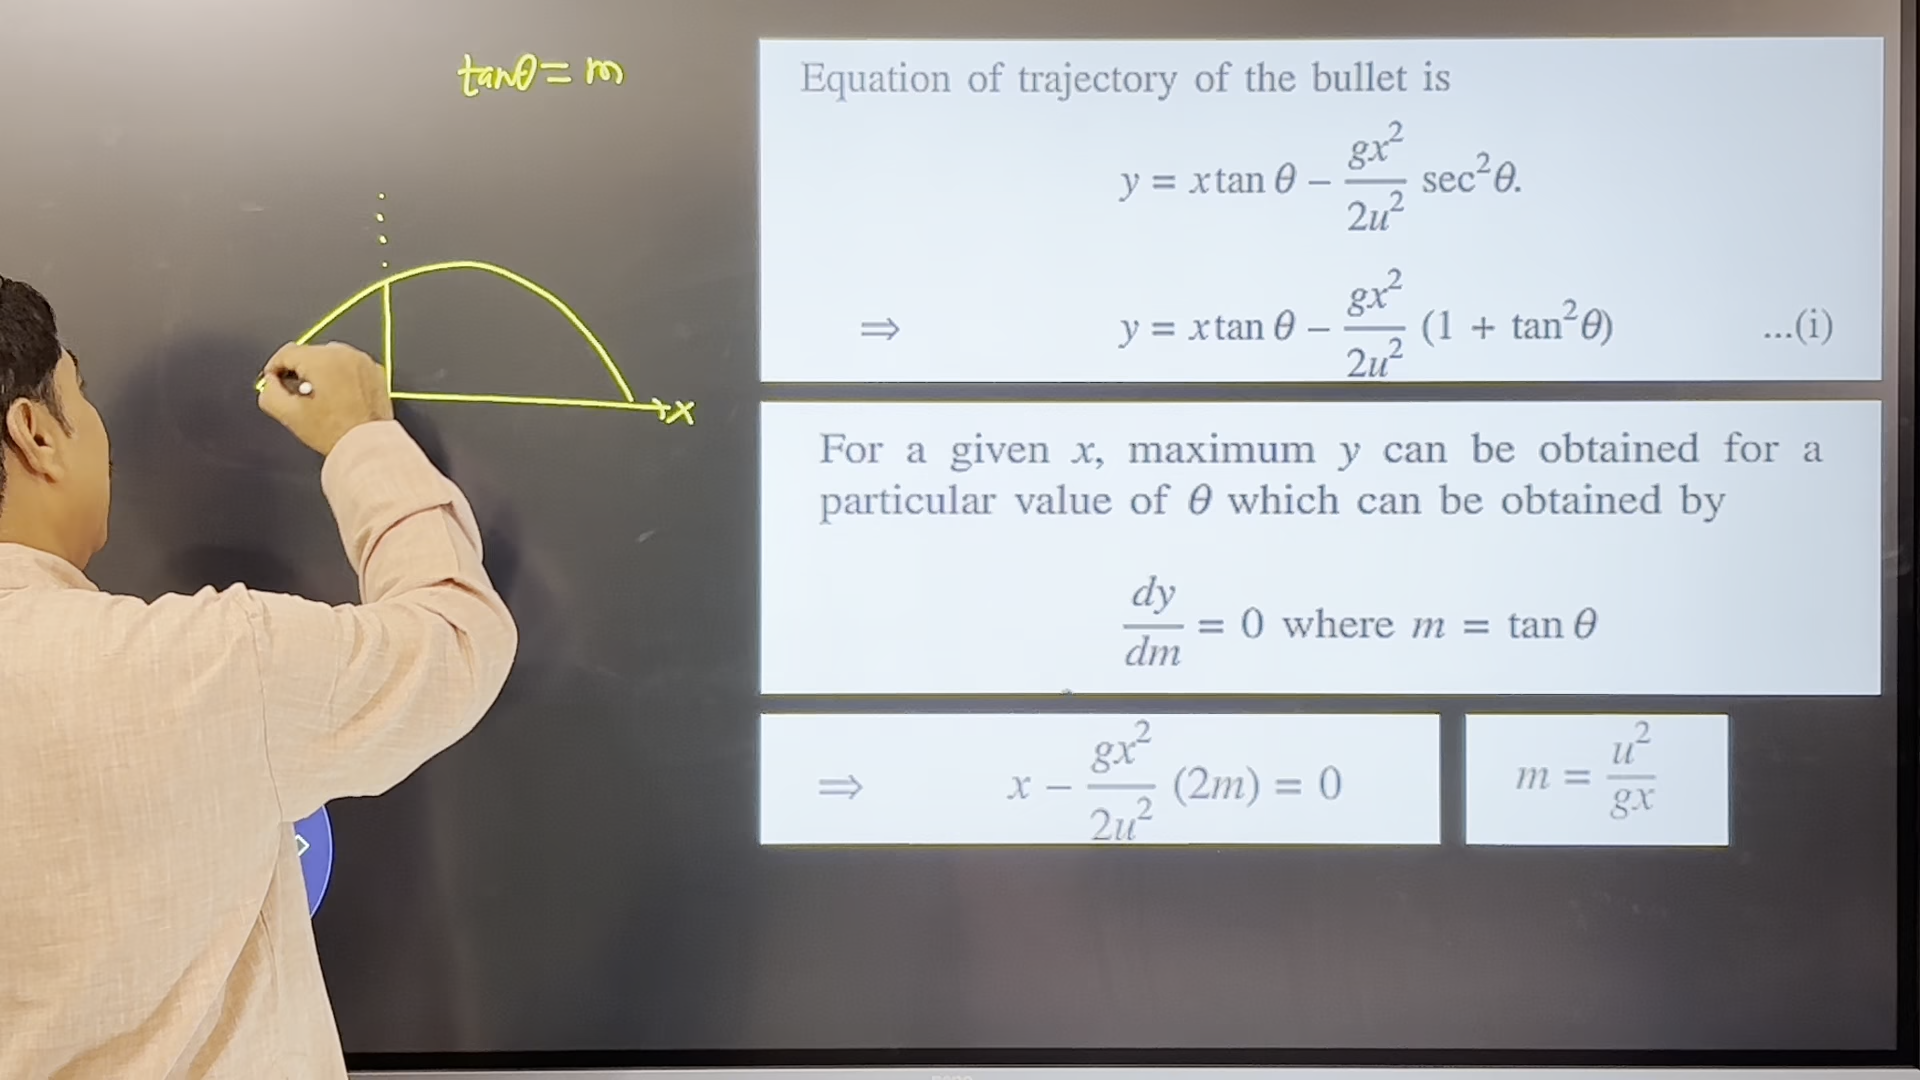 tanθ = m
x
Equation of trajectory of the bullet is
y = x tan θ − gx²/2u² sec²θ.
⇒ y = x tan θ − gx²/2u² (1 + tan²θ) ...(i)
For a given x, maximum y can be obtained for a
particular value of θ which can be obtained by
dy/dm = 0 where m = tan θ
⇒ x − gx²/2u² (2m) = 0
m = u²/gx